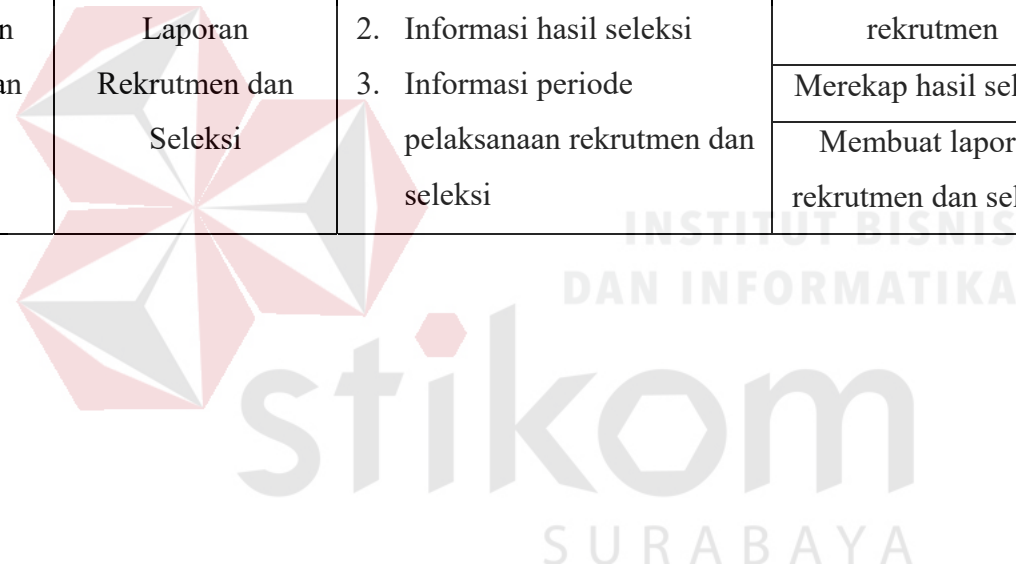 n
an
Laporan
Rekrutmen dan
Seleksi
2. Informasi hasil seleksi
3. Informasi periode
pelaksanaan rekrutmen dan
seleksi
rekrutmen
Merekap hasil sel
Membuat lapor
rekrutmen dan sel
INSTITUT BISNIS
DAN INFORMATIKA
stikom
SURABAYA